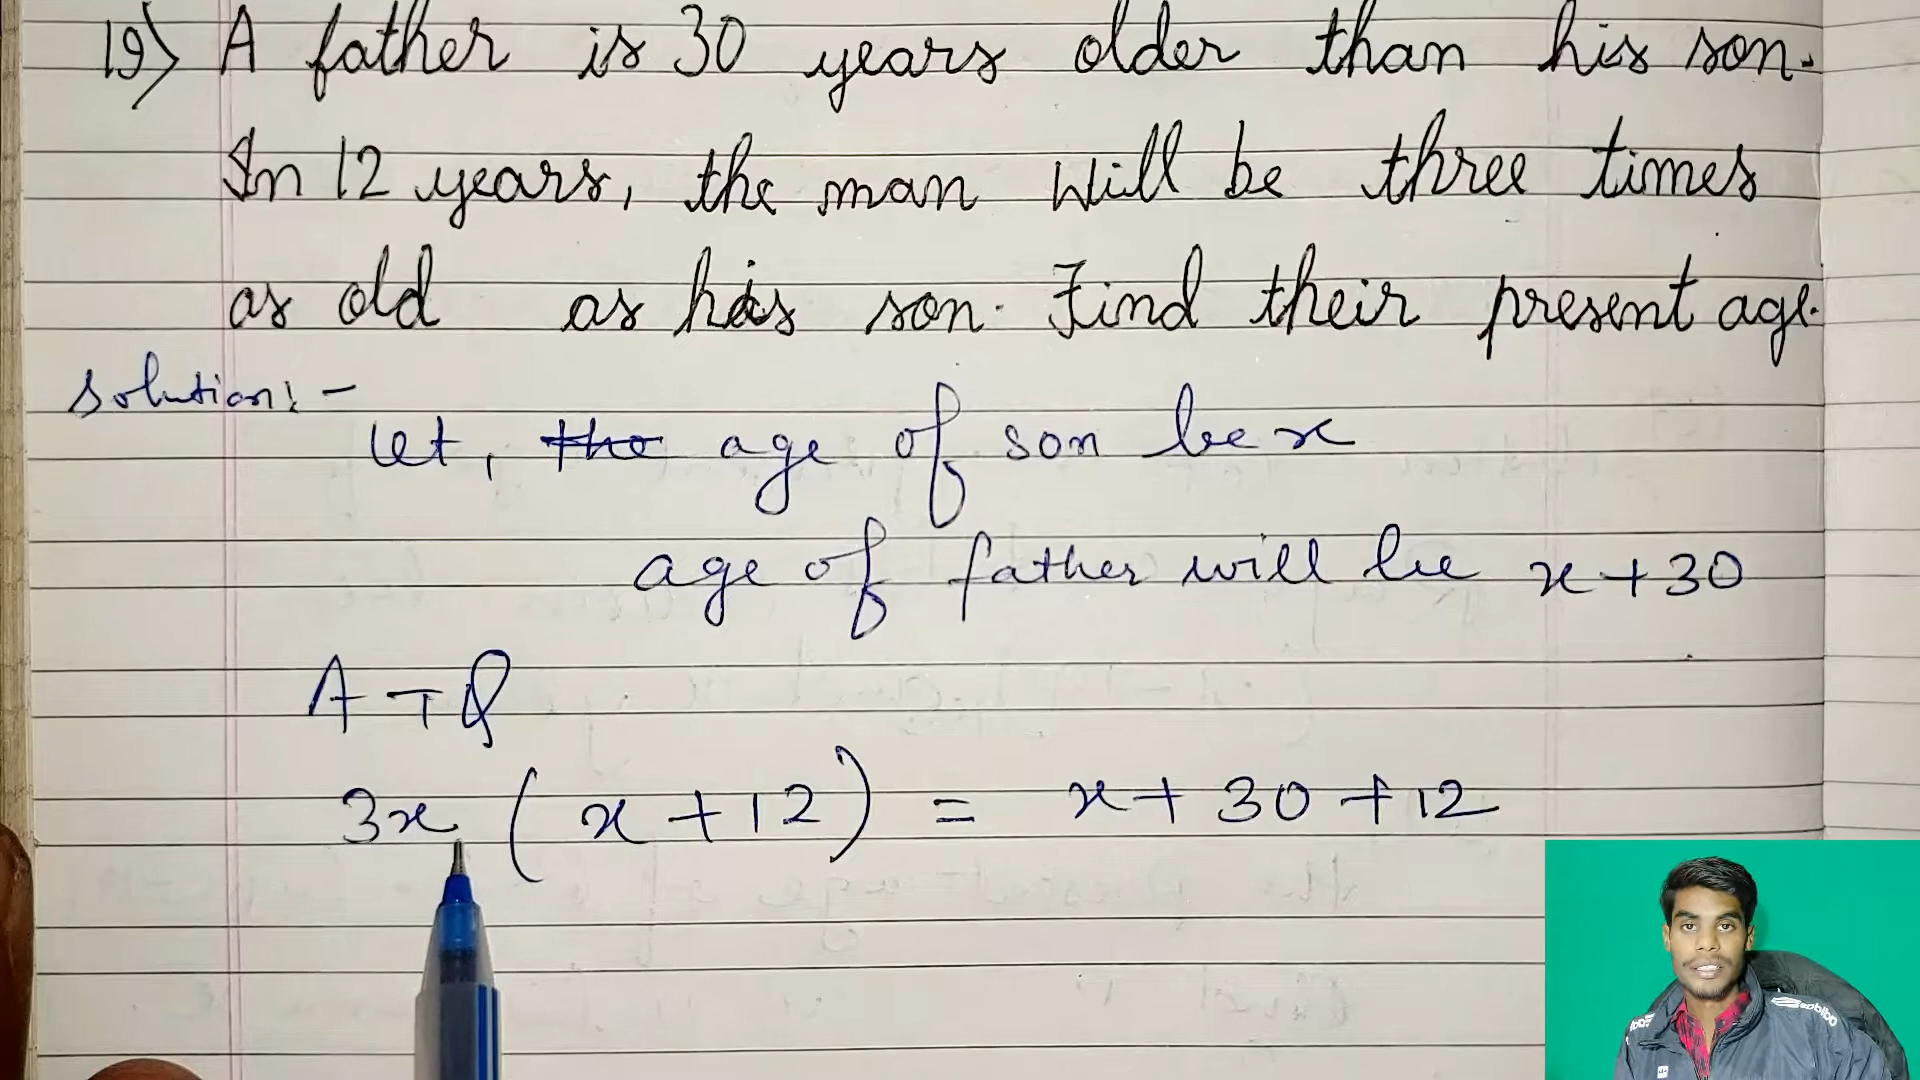 19) A father is 30 years older than his son.
In 12 years, the man will be three times
as old as his son. Find their present age.
Solution:-
let, the age of son be x
age of father will be x + 30
ATQ
3x (x + 12) = x + 30 + 12
adidas